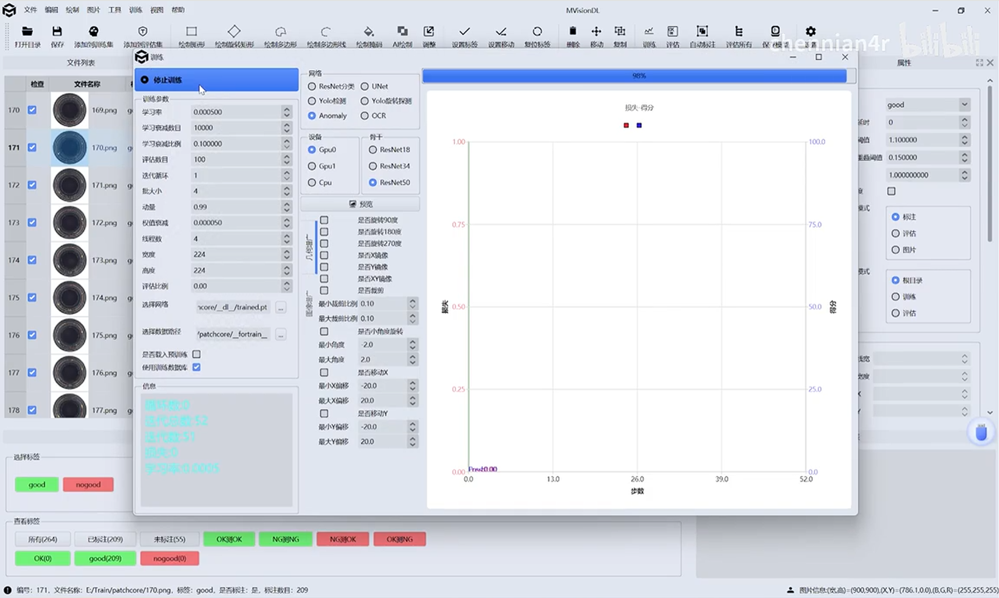 文件 编辑 绘制 图片 工具 训练 视图 帮助
MVisionDL
打开目录 保存 添加到训练集 添加到评估集 绘制矩形 绘制旋转矩形 绘制多边形 绘制多边形线 绘制掩码 AI绘制 调整 设置标签 设置移动 复位标签 删除 移动 复制 训练 评估 自动标注 评估所有
chennian4r bilibili
文件列表
训练
属性
检查 文件名称
170 169.png
171 170.png
172 171.png
173 172.png
174 173.png
175 174.png
176 175.png
177 176.png
178 177.png
停止训练
训练参数
学习率 0.000500
学习衰减数目 10000
学习衰减比例 0.100000
评估数目 100
迭代循环 1
批大小 4
动量 0.99
权值衰减 0.000050
线程数 4
宽度 224
高度 224
评估比例 0.00
选择网络 ncore/__dl__/trained.pt ...
选择数据路径 /patchcore/__fortrain__ ...
是否载入预训练
使用训练数据库
信息
循环数:0
迭代总数:52
迭代数:51
损失:0
学习率:0.0005
网络
ResNet分类 UNet
Yolo检测 Yolo旋转探测
Anomaly OCR
设备 骨干
Gpu0 ResNet18
Gpu1 ResNet34
Cpu ResNet50
预览
几何增广
图像增广
是否旋转90度
是否旋转180度
是否旋转270度
是否X镜像
是否Y镜像
是否XY镜像
是否裁剪
最小裁剪比例 0.10
最大裁剪比例 0.10
是否小角度旋转
最小角度 -2.0
最大角度 2.0
是否移动X
最小X偏移 -20.0
最大X偏移 20.0
是否移动Y
最小Y偏移 -20.0
最大Y偏移 20.0
98%
损失-得分
1.00 100.0
0.75 75.0
0.50 50.0
0.25 25.0
0.00 0.0
损失
得分
0.0 13.0 26.0 39.0 52.0
步数
good
0
1.100000
重叠阈值 0.150000
1.000000000
模式
标注
评估
图片
模式
根目录
训练
评估
线宽
宽度
X
Y
选择标签
good nogood
查看标签
所有(264) 已标注(209) 未标注(55) OK测OK NG测NG NG测OK OK测NG
OK(0) good(209) nogood(0)
编号: 171, 文件名称: E:/Train/patchcore/170.png, 标签: good, 是否标注: 是, 标注数目: 209
图片信息:(宽,高)=(900,900),(X,Y)=(786.1,0.0),(B,G,R)=(255,255,255)